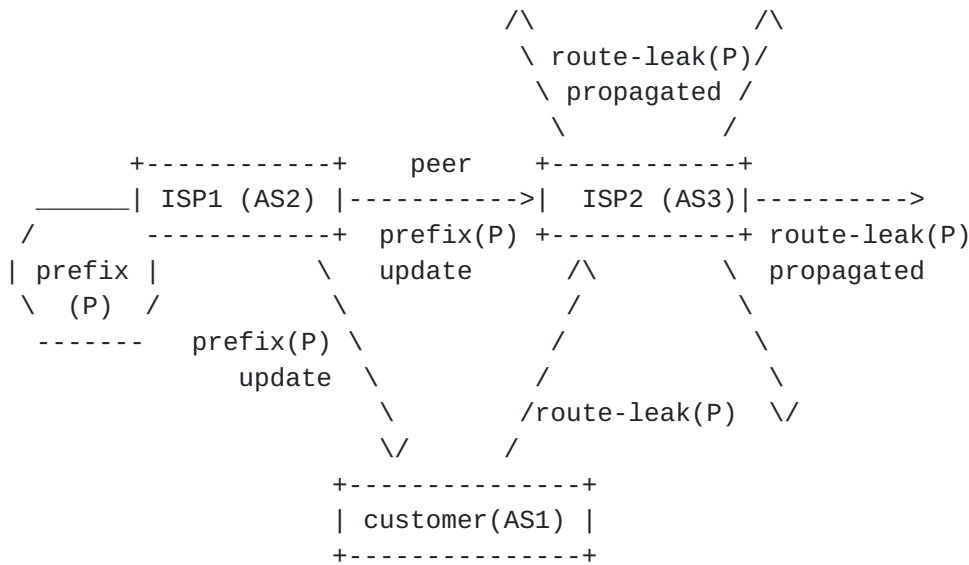 /\ /\
\ route-leak(P)/
\ propagated /
\ /
+------------+ peer +------------+
______| ISP1 (AS2) |----------->| ISP2 (AS3)|---------->
/ ------------+ prefix(P) +------------+ route-leak(P)
| prefix | \ update /\ \ propagated
\ (P) / \ / \
------- prefix(P) \ / \
update \ / \
\ /route-leak(P) \/
\/ /
+---------------+
| customer(AS1) |
+---------------+